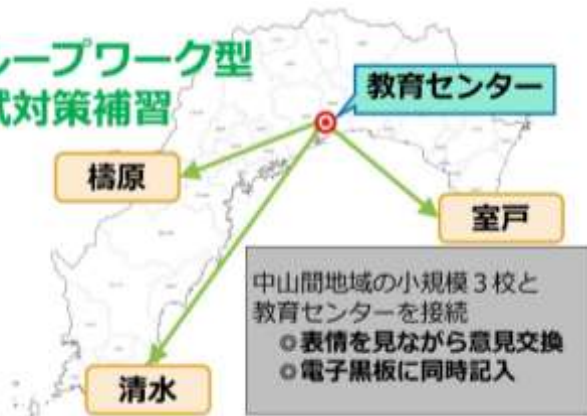 ループワーク型
試対策補習
教育センター
檮原
室戸
清水
中山間地域の小規模３校と
教育センターを接続
◎表情を見ながら意見交換
◎電子黒板に同時記入